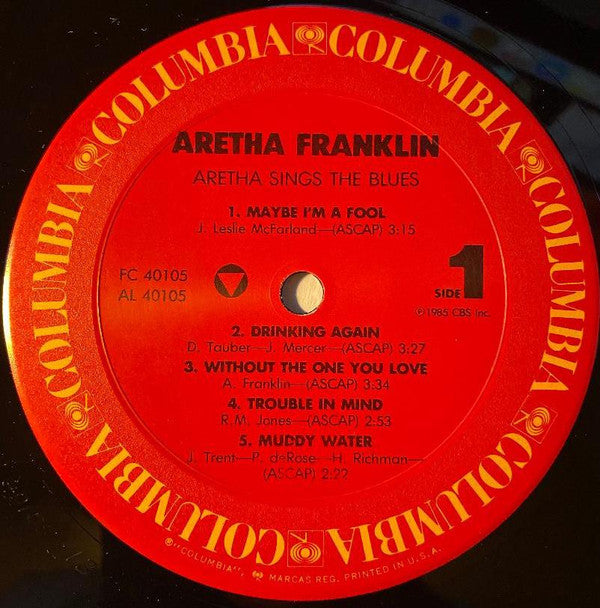 COLUMBIA COLUMBIA COLUMBIA COLUMBIA COLUMBIA COLUMBIA
ARETHA FRANKLIN
ARETHA SINGS THE BLUES
1. MAYBE I'M A FOOL
J. Leslie McFarland—(ASCAP) 3:15
FC 40105
AL 40105
SIDE 1
℗1985 CBS Inc.
2. DRINKING AGAIN
D. Tauber—J. Mercer—(ASCAP) 3:27
3. WITHOUT THE ONE YOU LOVE
A. Franklin—(ASCAP) 3:34
4. TROUBLE IN MIND
R.M. Jones—(ASCAP) 2:53
5. MUDDY WATER
J. Trent—P. deRose—H. Richman—
(ASCAP) 2:22
®"COLUMBIA", MARCAS REG. PRINTED IN U.S.A.